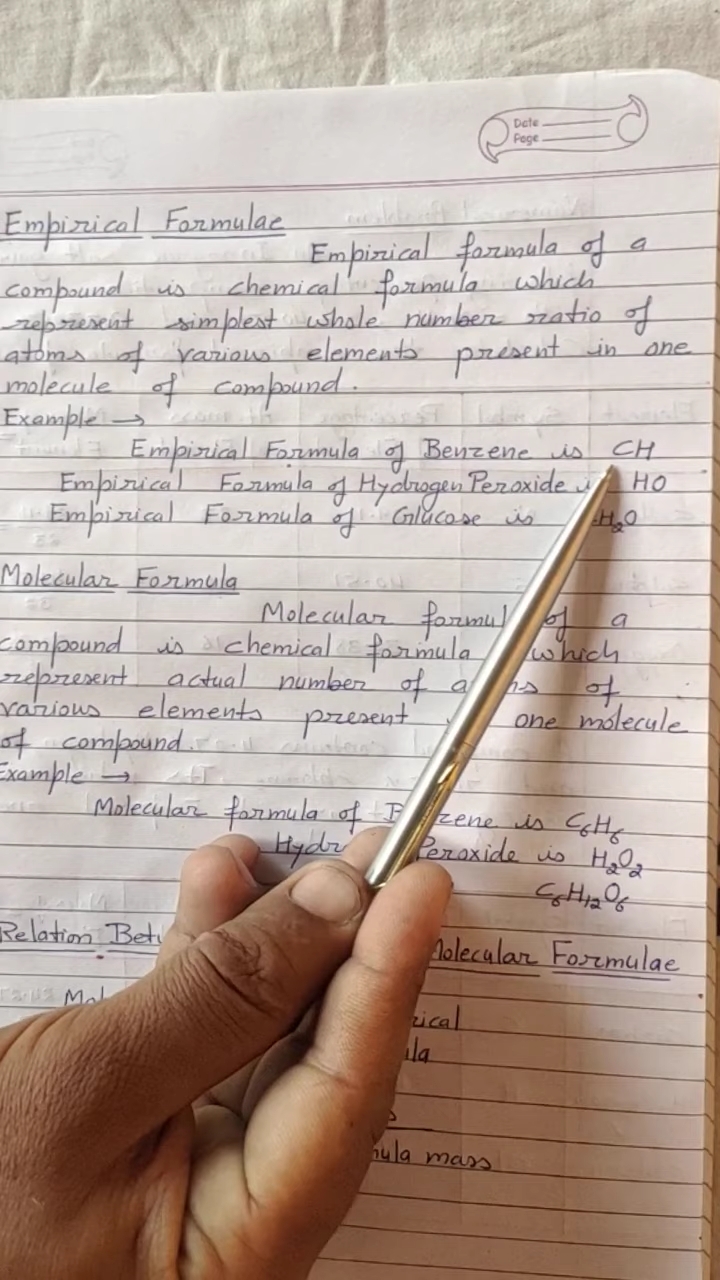 Date
Page
Empirical Formulae
Empirical formula of a
compound is chemical formula which
represent simplest whole number ratio of
atoms of various elements present in one
molecule of compound.
Example →
Empirical Formula of Benzene is CH
Empirical Formula of Hydrogen Peroxide HO
Empirical Formula of Glucose is H₂O
Molecular Formula
Molecular formul of a
compound is chemical formula which
represent actual number of of
various elements present one molecule
of compound.
Example →
Molecular formula of zene is C₆H₆
Hydr Peroxide is H₂O₂
C₆H₁₂O₆
Relation Molecular Formulae
mass